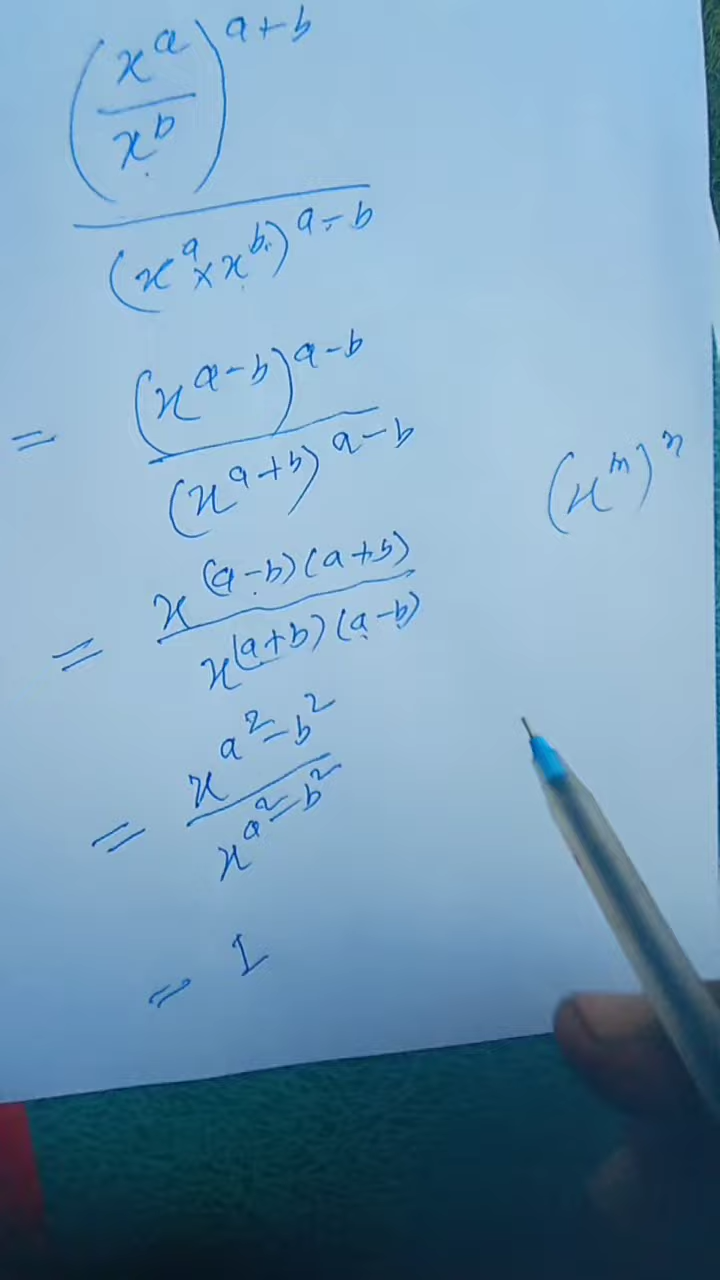 (x^a / x^b)^(a+b)
(x^a × x^b)^(a-b)
= (x^(a-b))^(a-b)
(x^(a+b))^(a-b)
(x^m)^n
= x^((a-b)(a+b))
x^((a+b)(a-b))
= x^(a²-b²)
x^(a²-b²)
= 1